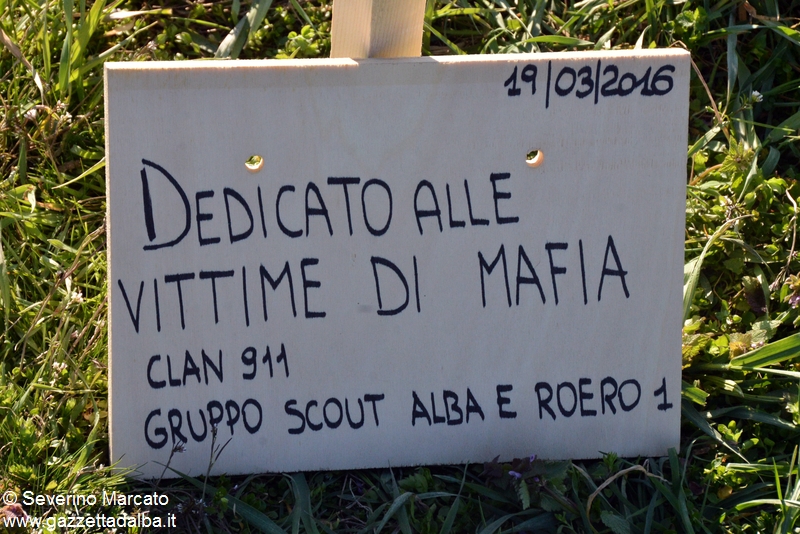 19/03/2016
DEDICATO ALLE
VITTIME DI MAFIA
CLAN 911
GRUPPO SCOUT ALBA E ROERO 1
© Severino Marcato
www.gazzettadalba.it